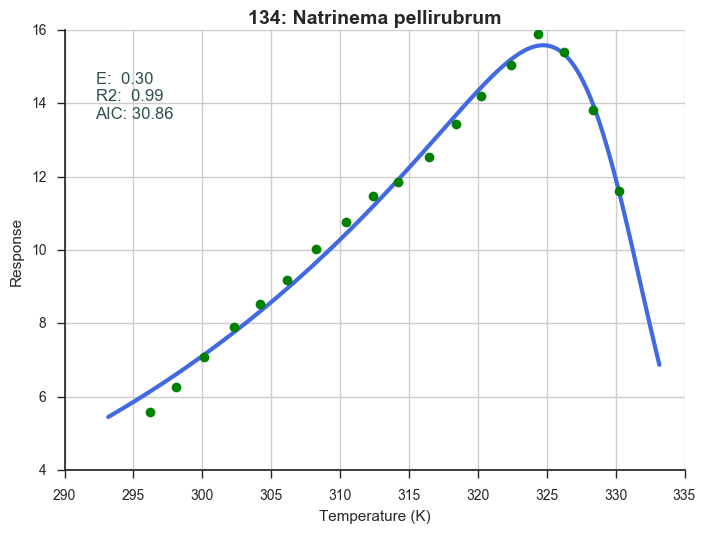 134: Natrinema pellirubrum
E:  0.30
R2:  0.99
AIC: 30.86
16
14
12
10
8
6
4
Response
290
295
300
305
310
315
320
325
330
335
Temperature (K)